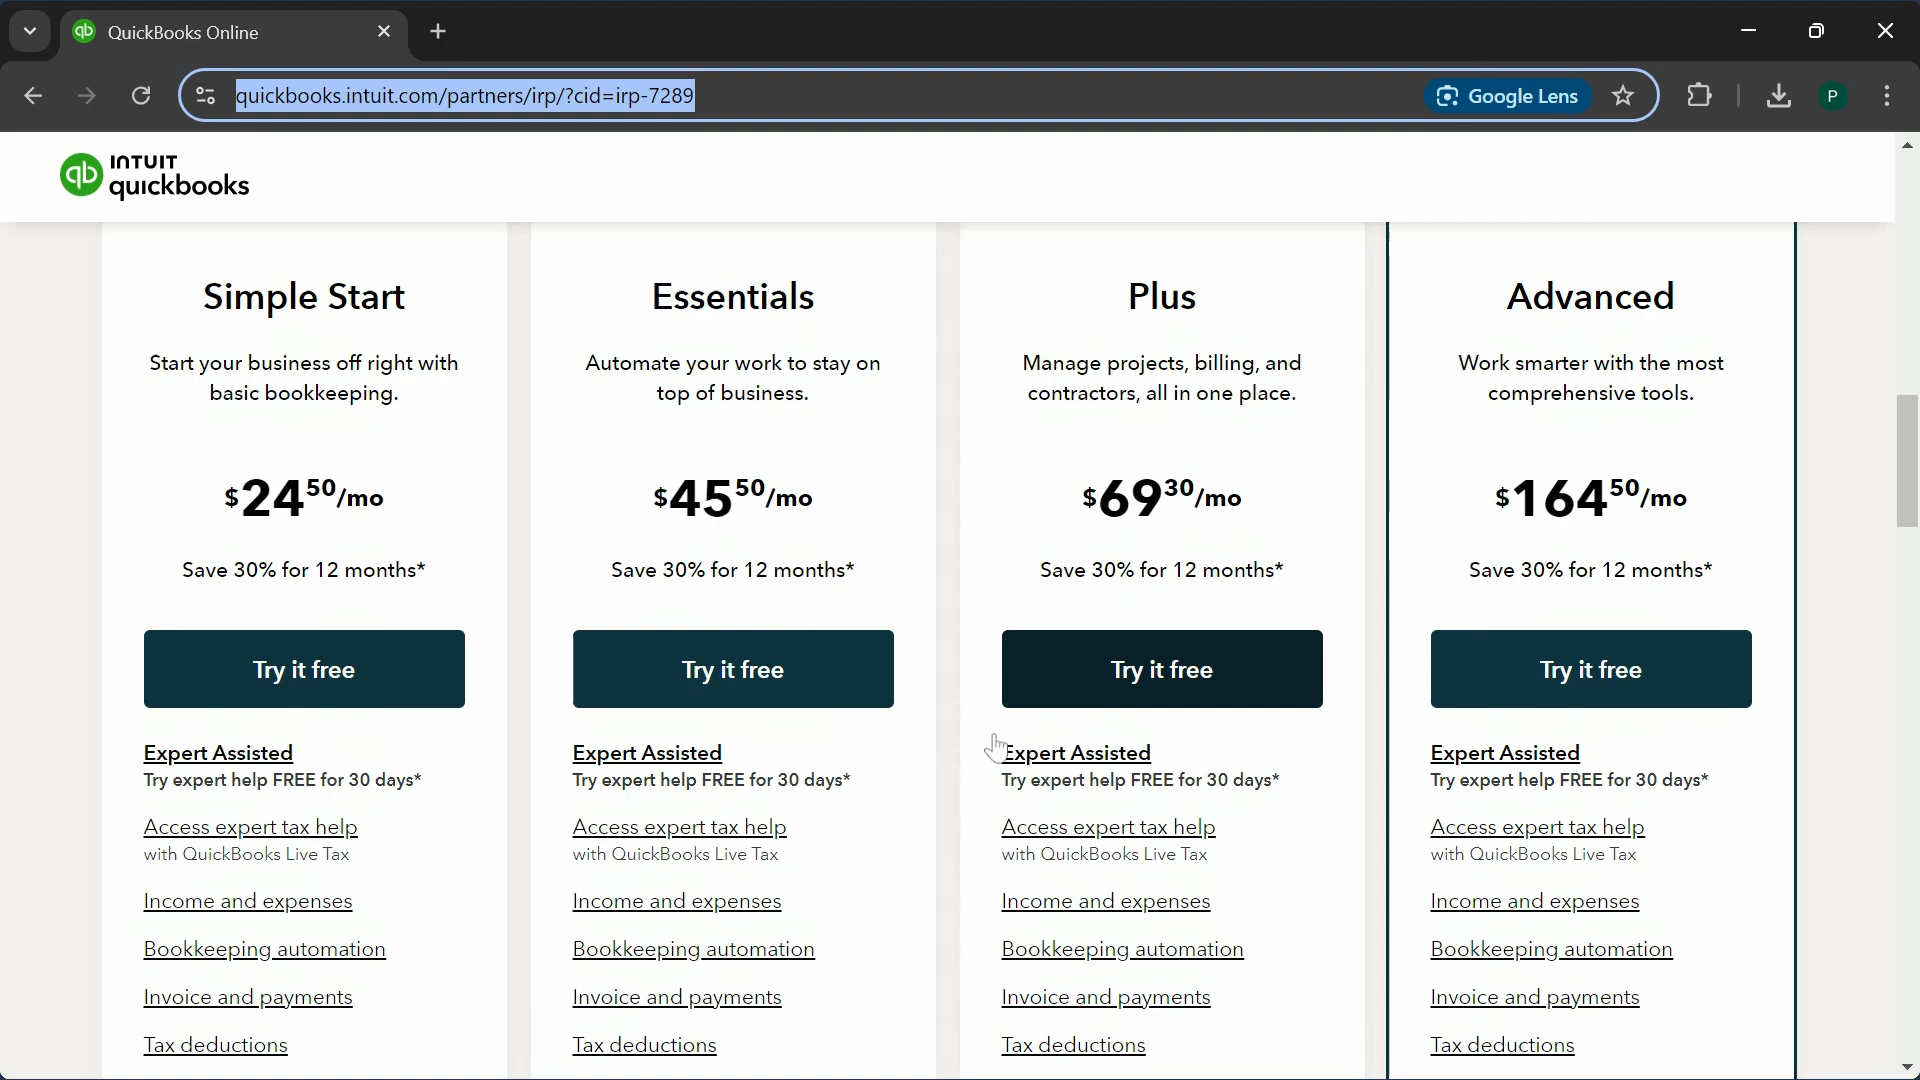 QuickBooks Online
quickbooks.intuit.com/partners/irp/?cid=irp-7289
Google Lens
P
qb INTUIT
quickbooks
Simple Start
Start your business off right with
basic bookkeeping.
$24 50/mo
Save 30% for 12 months*
Try it free
Expert Assisted
Try expert help FREE for 30 days*
Access expert tax help
with QuickBooks Live Tax
Income and expenses
Bookkeeping automation
Invoice and payments
Tax deductions
Essentials
Automate your work to stay on
top of business.
$45 50/mo
Save 30% for 12 months*
Try it free
Expert Assisted
Try expert help FREE for 30 days*
Access expert tax help
with QuickBooks Live Tax
Income and expenses
Bookkeeping automation
Invoice and payments
Tax deductions
Plus
Manage projects, billing, and
contractors, all in one place.
$69 30/mo
Save 30% for 12 months*
Try it free
Expert Assisted
Try expert help FREE for 30 days*
Access expert tax help
with QuickBooks Live Tax
Income and expenses
Bookkeeping automation
Invoice and payments
Tax deductions
Advanced
Work smarter with the most
comprehensive tools.
$164 50/mo
Save 30% for 12 months*
Try it free
Expert Assisted
Try expert help FREE for 30 days*
Access expert tax help
with QuickBooks Live Tax
Income and expenses
Bookkeeping automation
Invoice and payments
Tax deductions